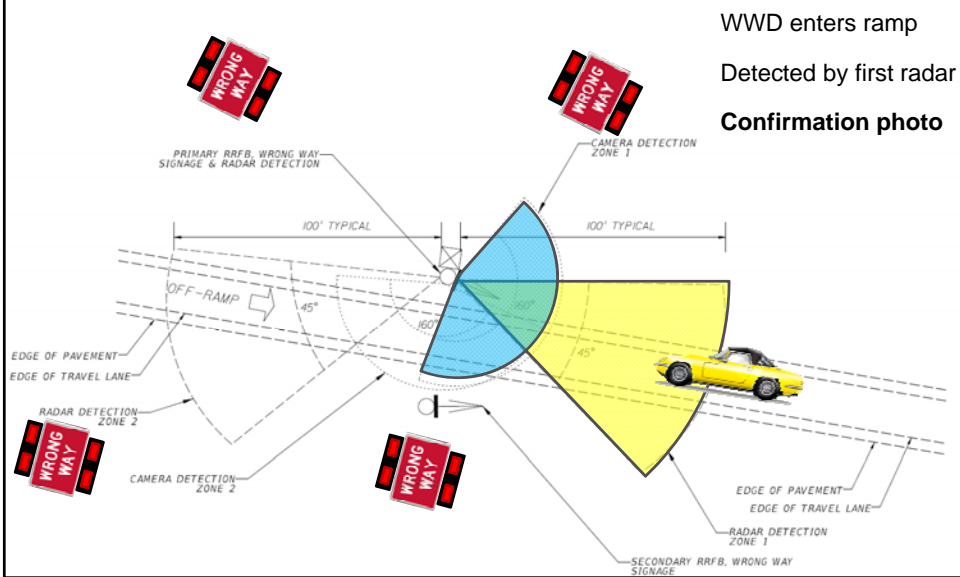 WWD enters ramp
Detected by first radar
Confirmation photo
WRONG
WAY
WRONG
WAY
PRIMARY RRFB, WRONG WAY
SIGNAGE & RADAR DETECTION
CAMERA DETECTION
ZONE 1
100' TYPICAL
100' TYPICAL
OFF-RAMP
45°
160°
160°
45°
EDGE OF PAVEMENT
EDGE OF TRAVEL LANE
RADAR DETECTION
ZONE 2
WRONG
WAY
CAMERA DETECTION
ZONE 2
WRONG
WAY
EDGE OF PAVEMENT
EDGE OF TRAVEL LANE
RADAR DETECTION
ZONE 1
SECONDARY RRFB, WRONG WAY
SIGNAGE